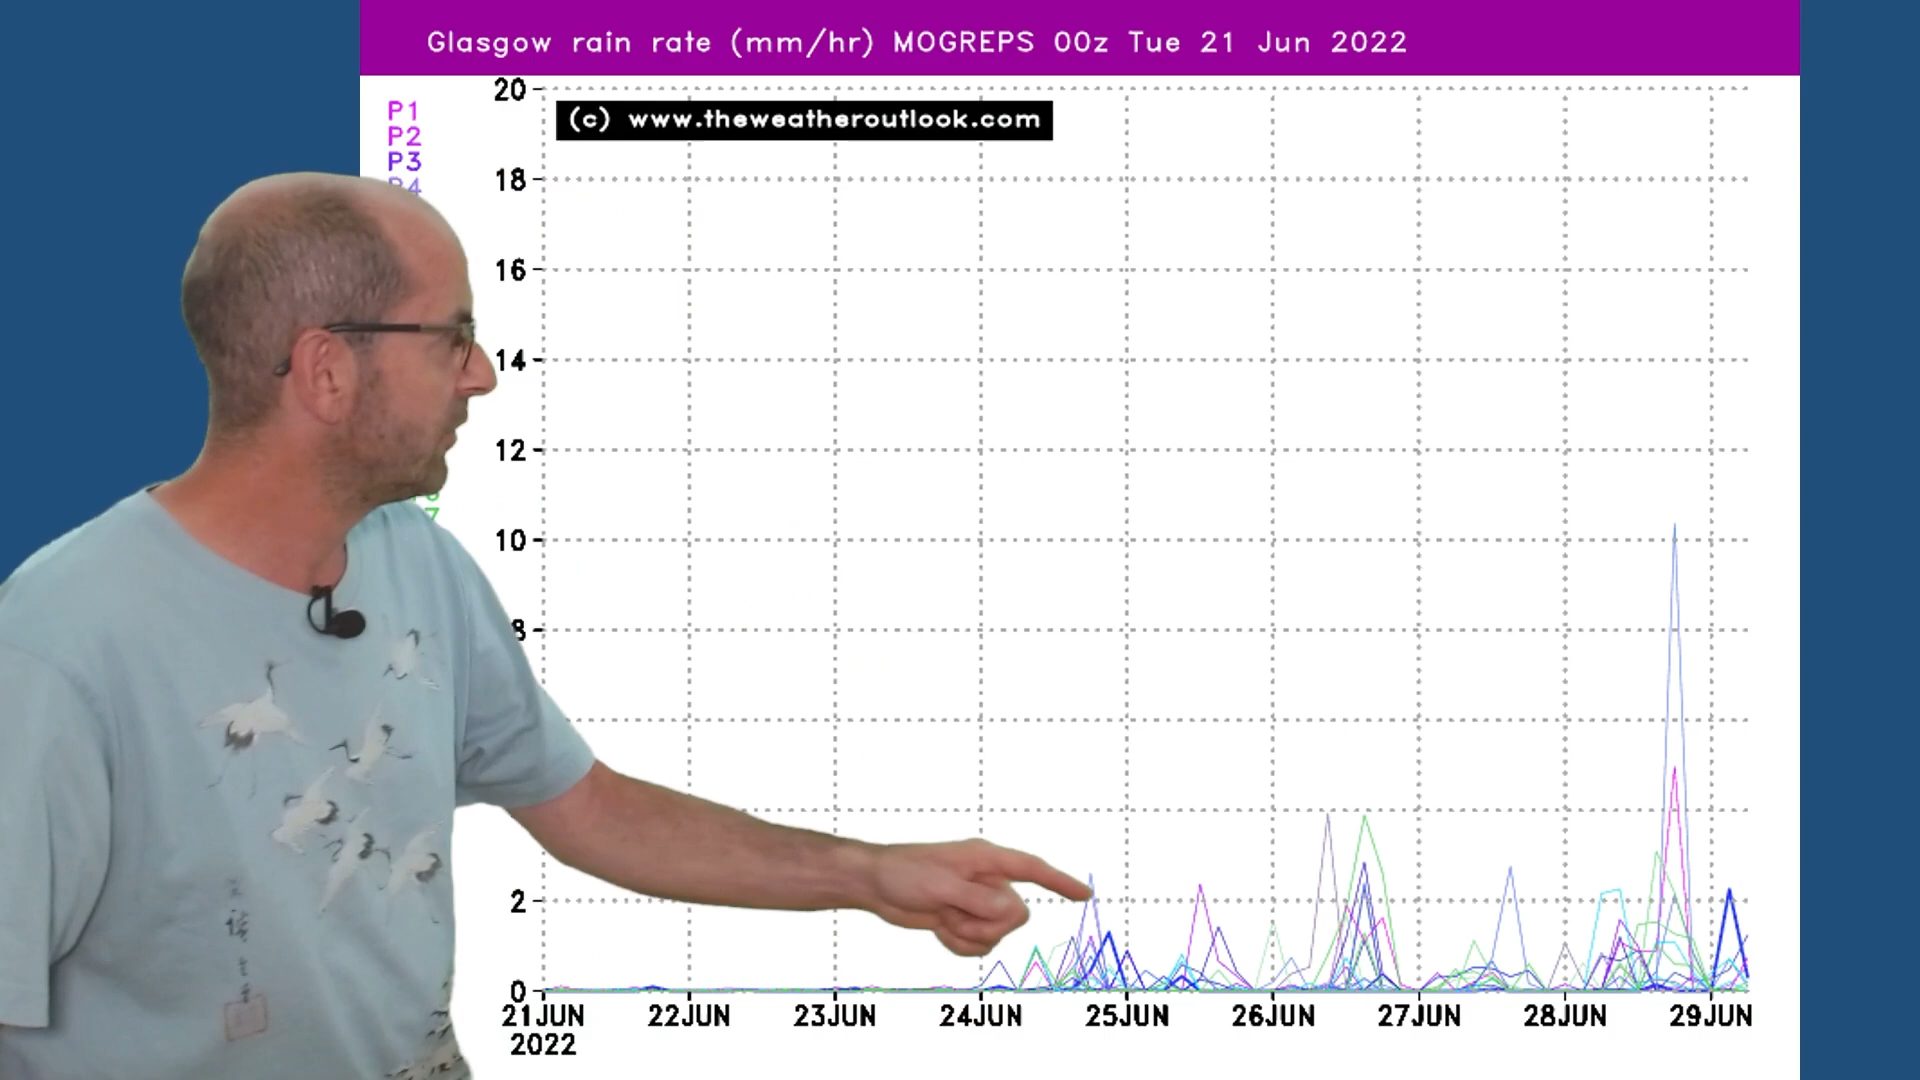 Glasgow rain rate (mm/hr) MOGREPS 00z Tue 21 Jun 2022
20
(c) www.theweatheroutlook.com
P1
P2
P3
P4
18
16
14
12
10
8
2
0
21JUN 22JUN 23JUN 24JUN 25JUN 26JUN 27JUN 28JUN 29JUN
2022